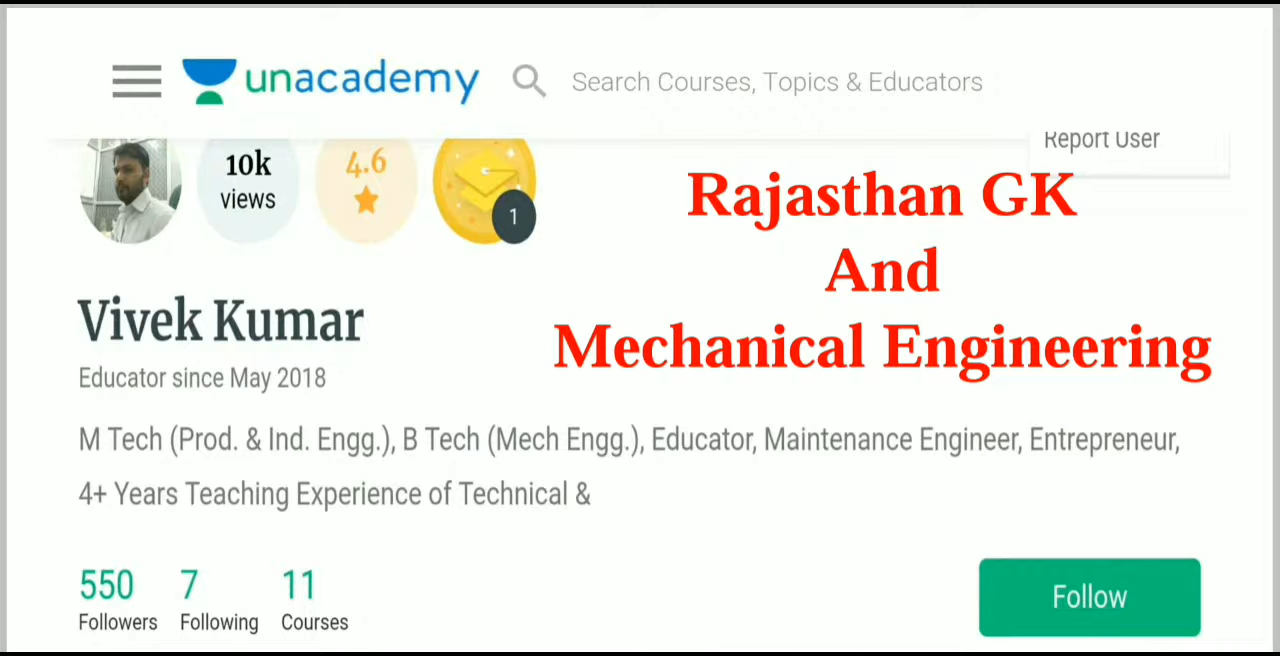 unacademy
Search Courses, Topics & Educators
Report User
10k
views
4.6
1
Rajasthan GK
And
Mechanical Engineering
Vivek Kumar
Educator since May 2018
M Tech (Prod. & Ind. Engg.), B Tech (Mech Engg.), Educator, Maintenance Engineer, Entrepreneur,
4+ Years Teaching Experience of Technical &
550 7 11
Followers Following Courses
Follow